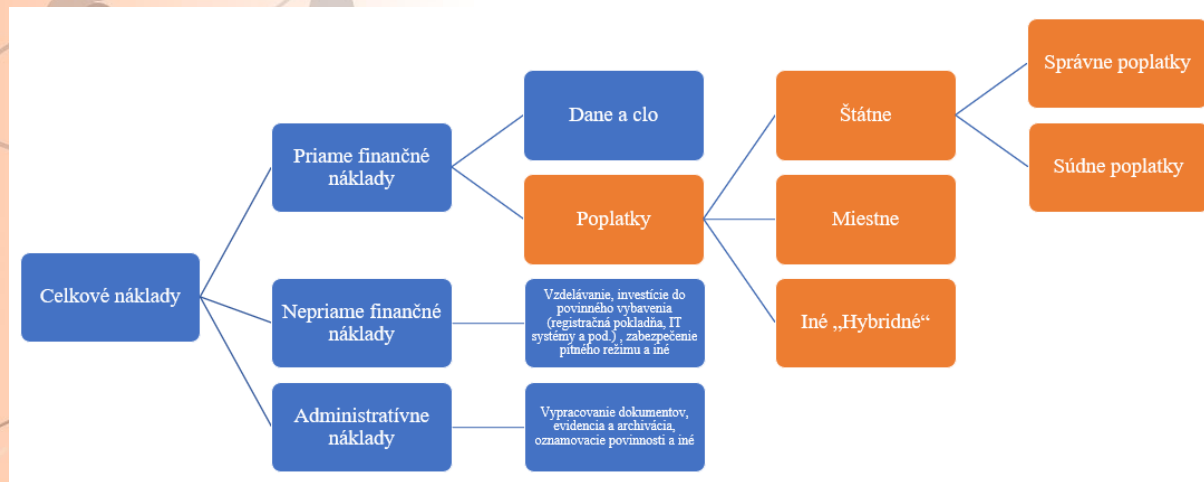 Celkové náklady
Priame finančné
náklady
Nepriame finančné
náklady
Administratívne
náklady
Dane a clo
Poplatky
Vzdelávanie, investície do
povinného vybavenia
(registračná pokladňa, IT
systémy a pod.) , zabezpečenie
pitného režimu a iné
Vypracovanie dokumentov,
evidencia a archivácia,
oznamovacie povinnosti a iné
Štátne
Miestne
Iné „Hybridné“
Správne poplatky
Súdne poplatky